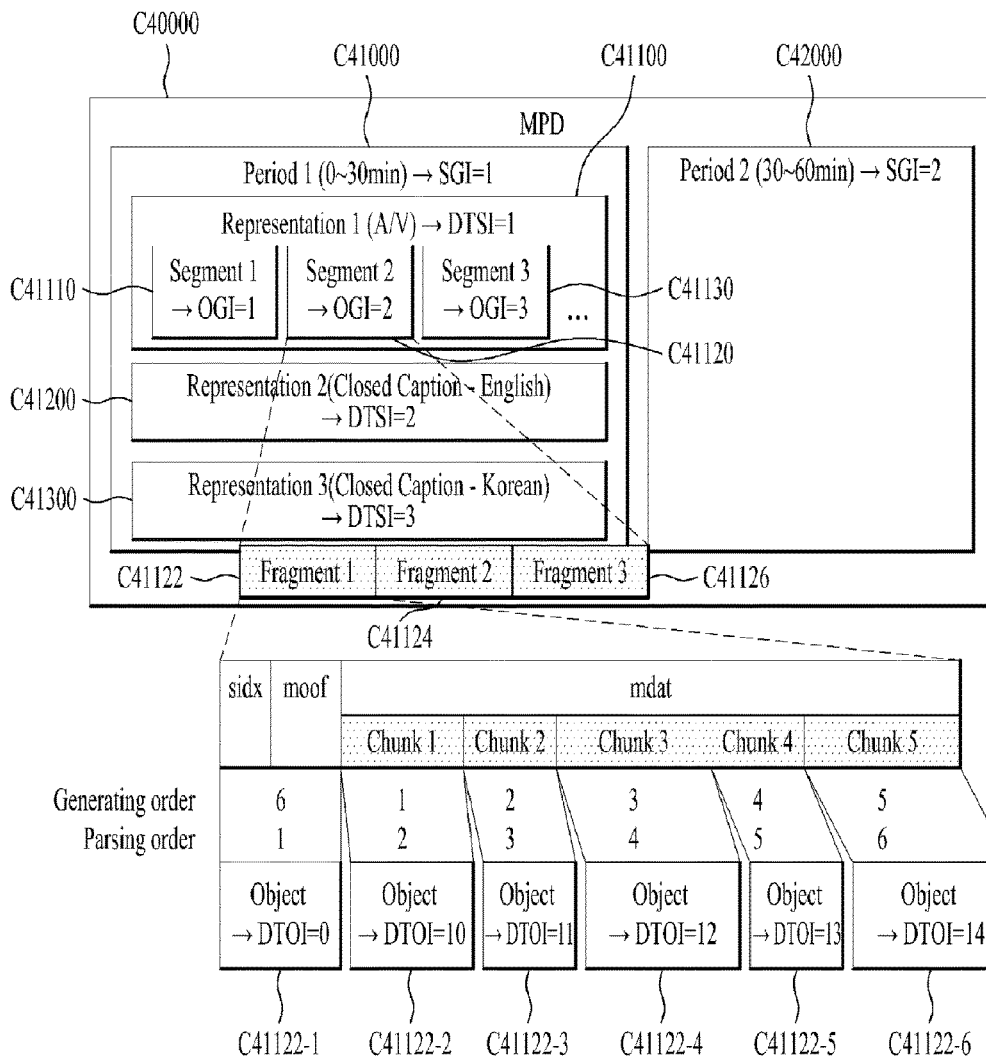 C40000
C41000
C41100
C42000
MPD
Period 1 (0~30min) → SGI=1
Period 2 (30~60min) → SGI=2
Representation 1 (A/V) → DTSI=1
C41110
Segment 1
→ OGI=1
Segment 2
→ OGI=2
Segment 3
→ OGI=3
...
C41130
C41120
C41200
Representation 2(Closed Caption - English)
→ DTSI=2
C41300
Representation 3(Closed Caption - Korean)
→ DTSI=3
C41122
Fragment 1
Fragment 2
Fragment 3
C41126
C41124
sidx
moof
mdat
Chunk 1
Chunk 2
Chunk 3
Chunk 4
Chunk 5
Generating order 6 1 2 3 4 5
Parsing order 1 2 3 4 5 6
Object
→ DTOI=0
Object
→ DTOI=10
Object
→ DTOI=11
Object
→ DTOI=12
Object
→ DTOI=13
Object
→ DTOI=14
C41122-1
C41122-2
C41122-3
C41122-4
C41122-5
C41122-6